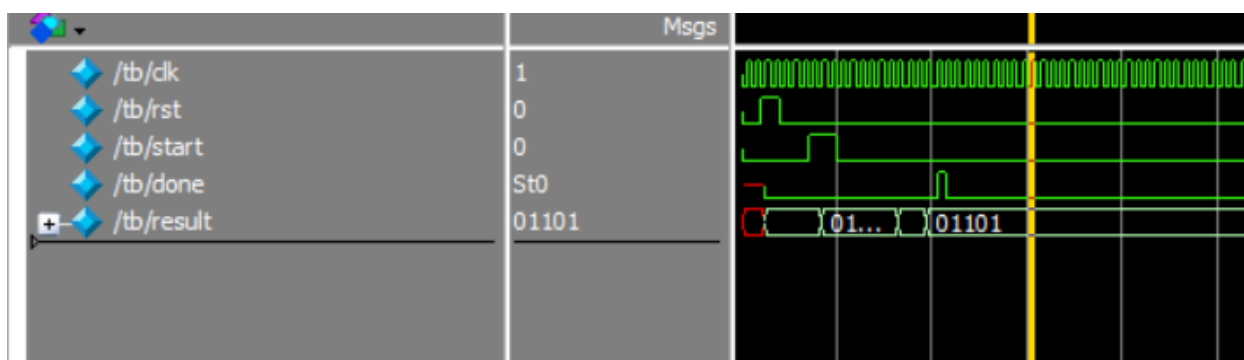 Msgs
/tb/clk 1
/tb/rst 0
/tb/start 0
/tb/done St0
/tb/result 01101 01... 01101